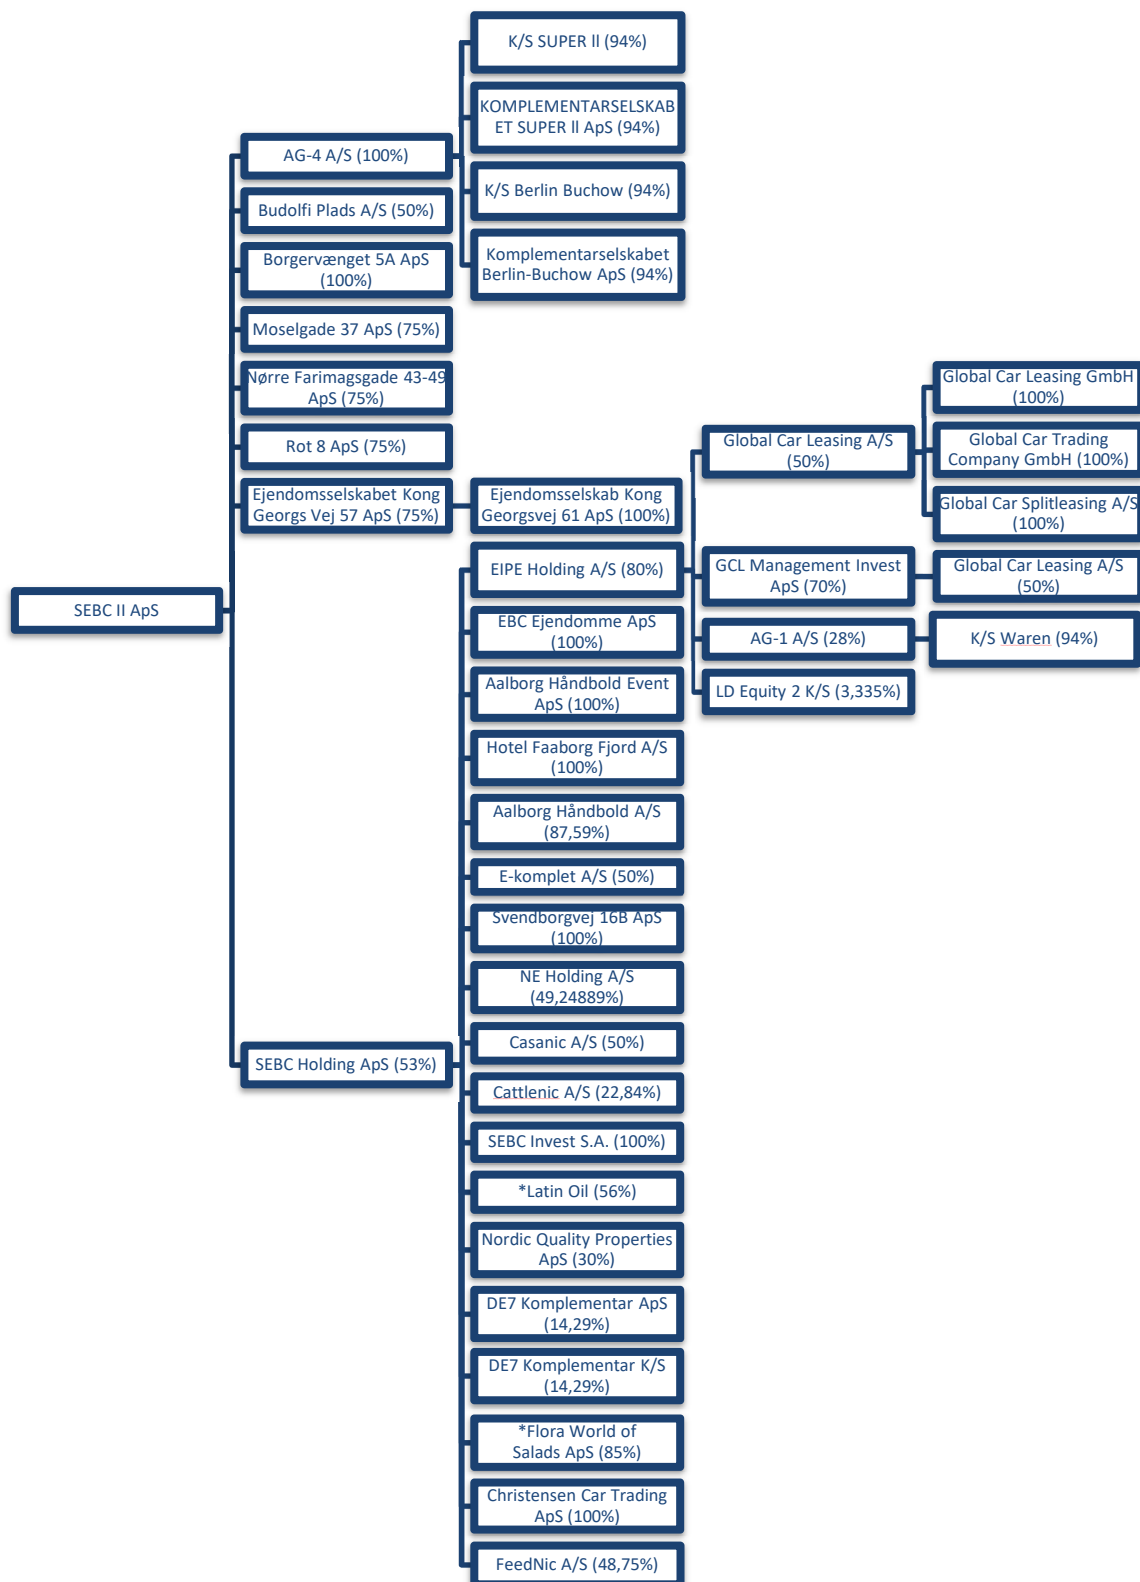 K/S SUPER ll (94%)
KOMPLEMENTARSELSKAB
ET SUPER ll ApS (94%)
AG-4 A/S (100%)
K/S Berlin Buchow (94%)
Budolfi Plads A/S (50%)
Komplementarselskabet
Berlin-Buchow ApS (94%)
Borgervænget 5A ApS
(100%)
Moselgade 37 ApS (75%)
Nørre Farimagsgade 43-49
ApS (75%)
Rot 8 ApS (75%)
Ejendomsselskabet Kong
Georgs Vej 57 ApS (75%)
Ejendomsselskab Kong
Georgsvej 61 ApS (100%)
SEBC II ApS
SEBC Holding ApS (53%)
EIPE Holding A/S (80%)
EBC Ejendomme ApS
(100%)
Aalborg Håndbold Event
ApS (100%)
Hotel Faaborg Fjord A/S
(100%)
Aalborg Håndbold A/S
(87,59%)
E-komplet A/S (50%)
Svendborgvej 16B ApS
(100%)
NE Holding A/S
(49,24889%)
Casanic A/S (50%)
Cattlenic A/S (22,84%)
SEBC Invest S.A. (100%)
*Latin Oil (56%)
Nordic Quality Properties
ApS (30%)
DE7 Komplementar ApS
(14,29%)
DE7 Komplementar K/S
(14,29%)
*Flora World of
Salads ApS (85%)
Christensen Car Trading
ApS (100%)
FeedNic A/S (48,75%)
Global Car Leasing A/S
(50%)
GCL Management Invest
ApS (70%)
AG-1 A/S (28%)
LD Equity 2 K/S (3,335%)
Global Car Leasing GmbH
(100%)
Global Car Trading
Company GmbH (100%)
Global Car Splitleasing A/S
(100%)
Global Car Leasing A/S
(50%)
K/S Waren (94%)